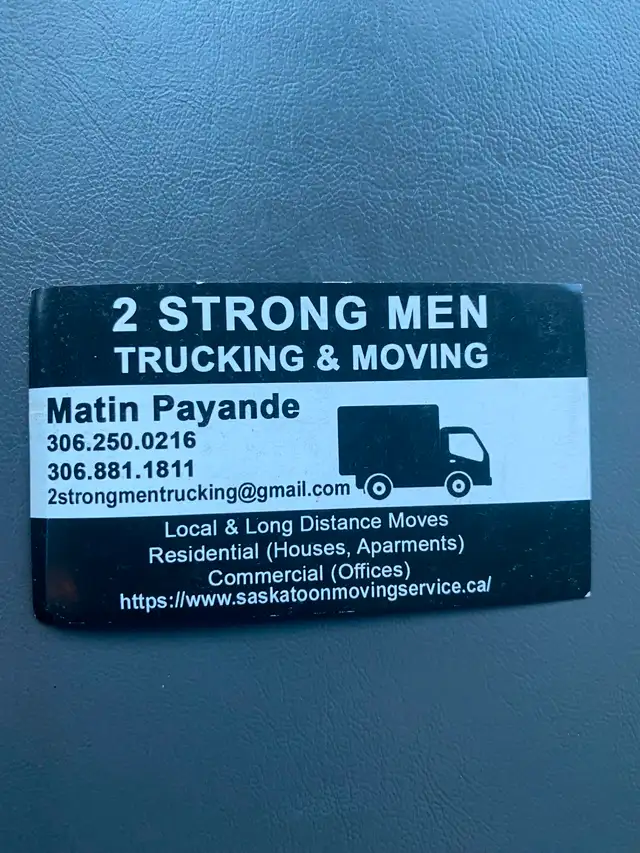 2 STRONG MEN
TRUCKING & MOVING
Matin Payande
306.250.0216
306.881.1811
2strongmentrucking@gmail.com
Local & Long Distance Moves
Residential (Houses, Aparments)
Commercial (Offices)
https://www.saskatoonmovingservice.ca/